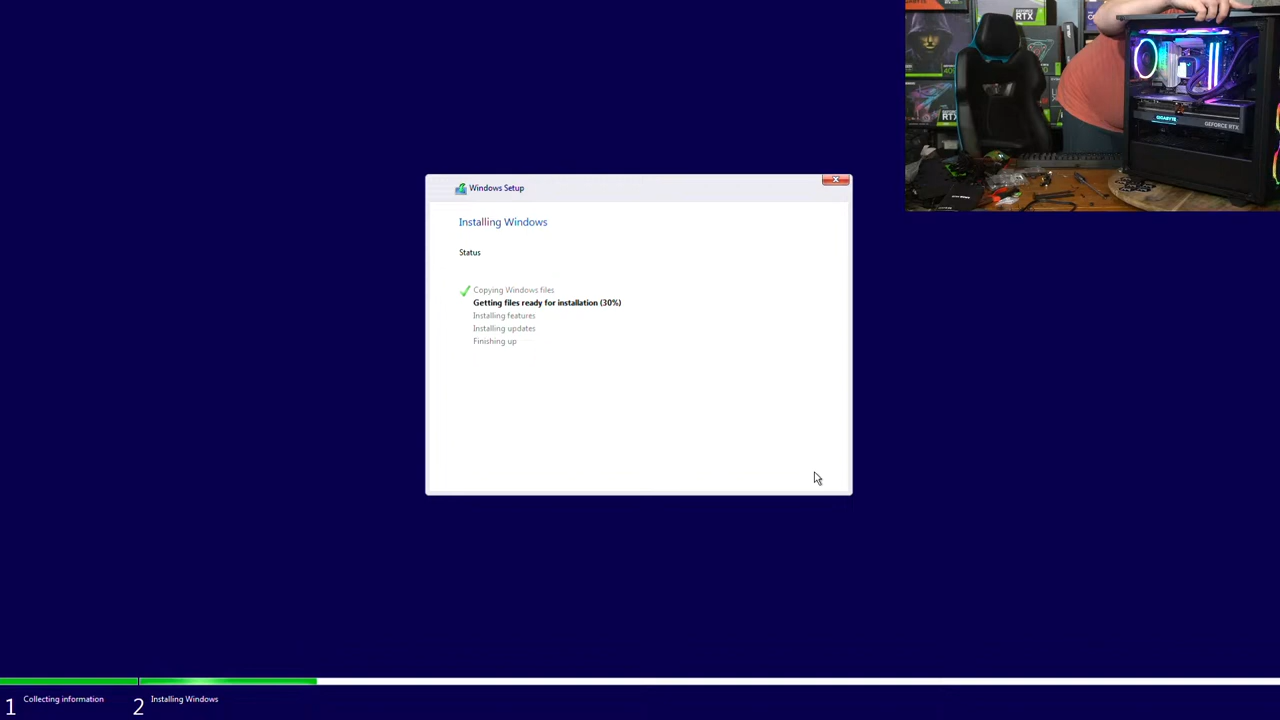 Windows Setup
Installing Windows
Status
Copying Windows files
Getting files ready for installation (30%)
Installing features
Installing updates
Finishing up
1 Collecting information
2 Installing Windows
GEFORCE
RTX
RTX
GIGABYTE
GEFORCE RTX